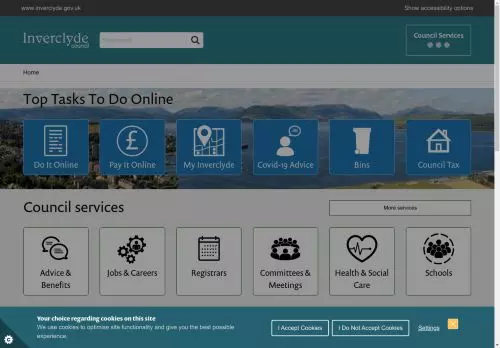 www.inverclyde.gov.uk
Show accessibility options
Inverclyde
council
Council Services
Home
Top Tasks To Do Online
Do It Online
Pay It Online
My Inverclyde
Covid-19 Advice
Bins
Council Tax
Council services
More services
Advice &
Benefits
Jobs & Careers
Registrars
Committees &
Meetings
Health & Social
Care
Schools
Your choice regarding cookies on this site
We use cookies to optimise site functionality and give you the best possible
experience.
I Accept Cookies
I Do Not Accept Cookies
Settings
X